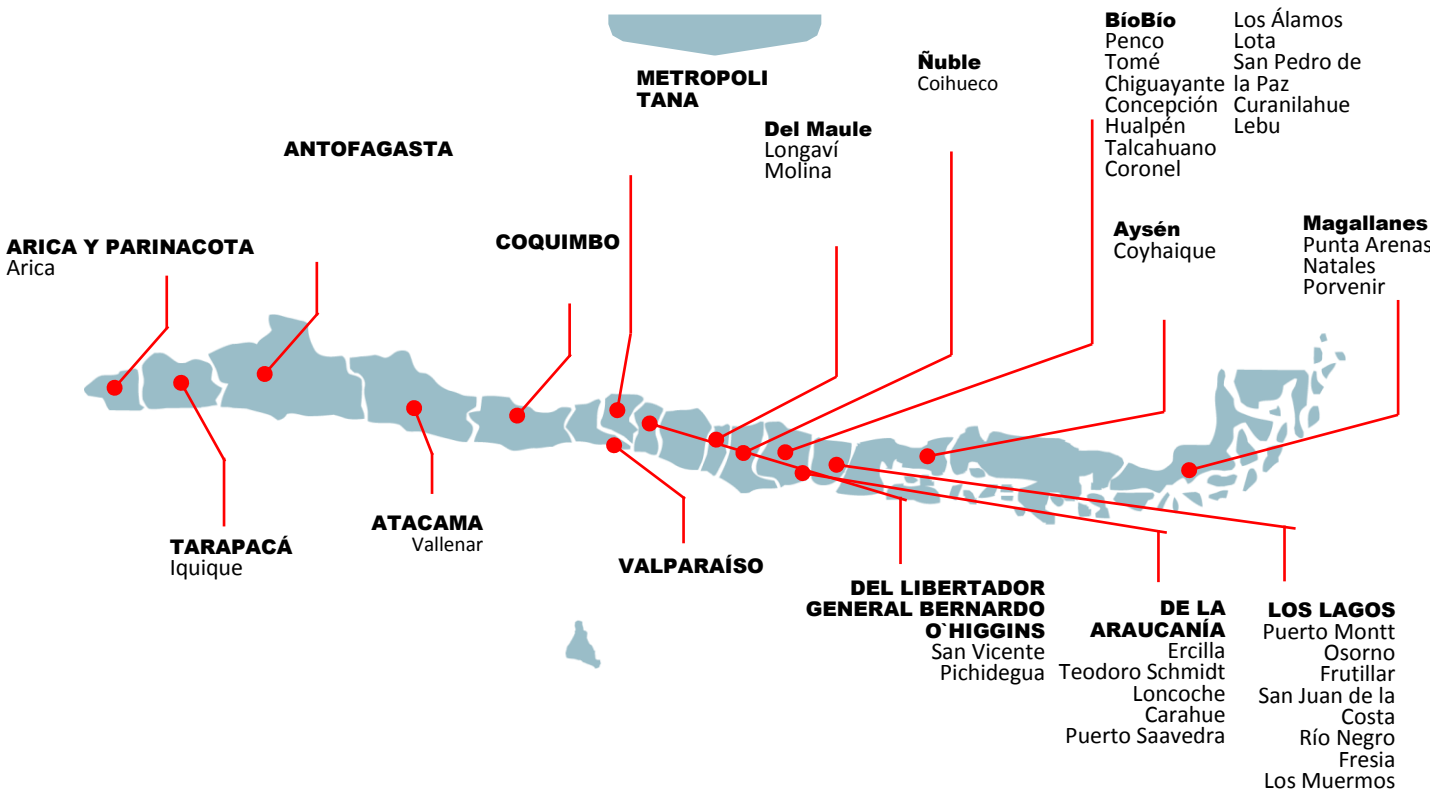 BíoBío
Penco
Tomé
Chiguayante
Concepción
Hualpén
Talcahuano
Coronel
Los Álamos
Lota
San Pedro de
la Paz
Curanilahue
Lebu
Ñuble
Coihueco
METROPOLI
TANA
Del Maule
Longaví
Molina
ANTOFAGASTA
ARICA Y PARINACOTA
Arica
COQUIMBO
Aysén
Coyhaique
Magallanes
Punta Arenas
Natales
Porvenir
TARAPACÁ
Iquique
ATACAMA
Vallenar
VALPARAÍSO
DEL LIBERTADOR
GENERAL BERNARDO
O`HIGGINS
San Vicente
Pichidegua
DE LA
ARAUCANÍA
Ercilla
Teodoro Schmidt
Loncoche
Carahue
Puerto Saavedra
LOS LAGOS
Puerto Montt
Osorno
Frutillar
San Juan de la
Costa
Río Negro
Fresia
Los Muermos